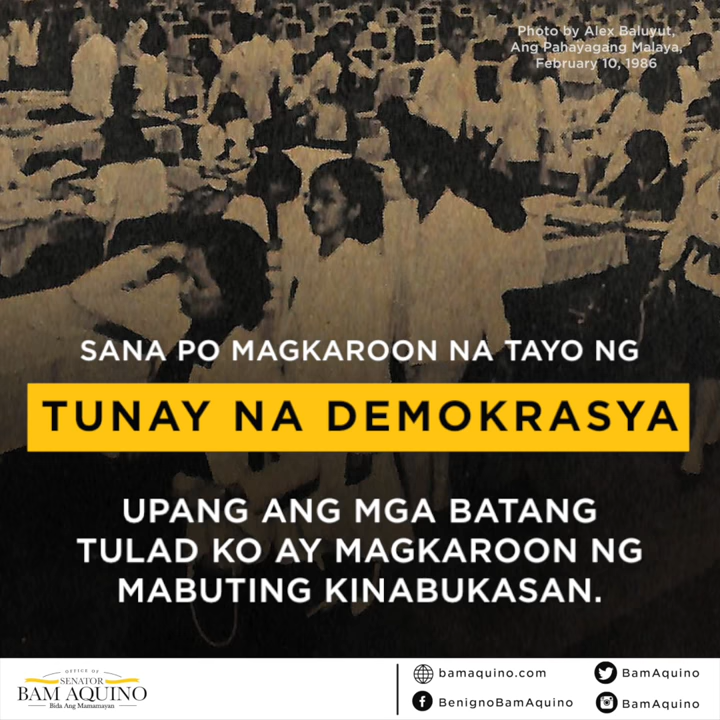 Photo by Alex Baluyut,
Ang Pahayagang Malaya,
February 10, 1986
SANA PO MAGKAROON NA TAYO NG
TUNAY NA DEMOKRASYA
UPANG ANG MGA BATANG
TULAD KO AY MAGKAROON NG
MABUTING KINABUKASAN.
OFFICE OF
SENATOR
BAM AQUINO
Bida Ang Mamamayan
bamaquino.com
BenignoBamAquino
BamAquino
BamAquino